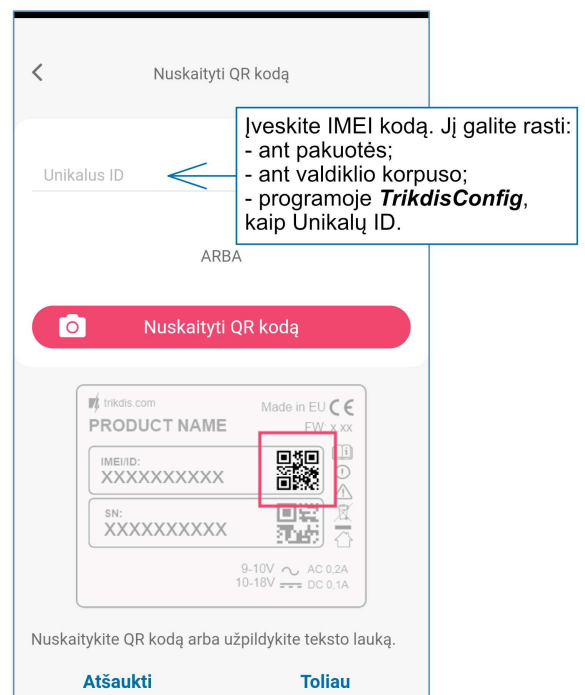 Nuskaityti QR kodą
Įveskite IMEI kodą. Jį galite rasti:
- ant pakuotės;
- ant valdiklio korpuso;
- programoje TrikdisConfig,
kaip Unikalų ID.
Unikalus ID
ARBA
Nuskaityti QR kodą
trikdis.com
Made in EU CE
PRODUCT NAME
FW: x.xx
IMEI/ID:
XXXXXXXXXX
SN:
XXXXXXXXXX
9-10V AC 0,2A
10-18V DC 0,1A
Nuskaitykite QR kodą arba užpildykite teksto lauką.
Atšaukti Toliau